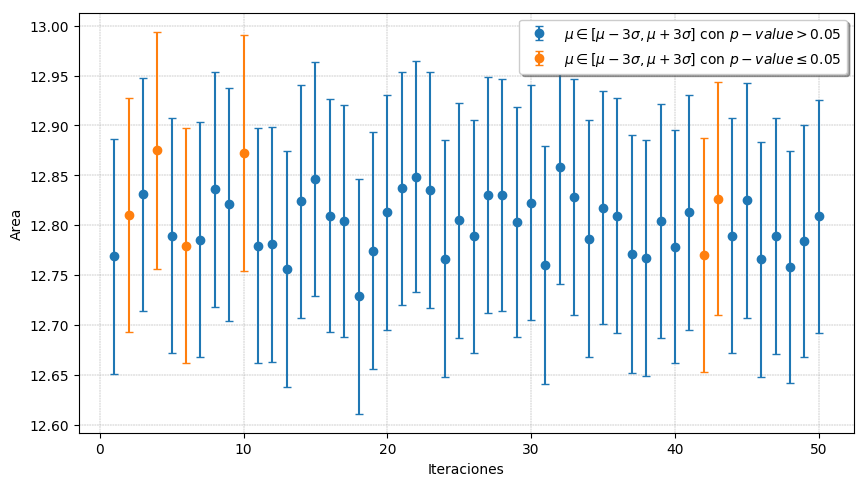 μ ∈ [μ − 3σ, μ + 3σ] con p − value > 0.05
μ ∈ [μ − 3σ, μ + 3σ] con p − value ≤ 0.05
13.00
12.95
12.90
12.85
12.80
12.75
12.70
12.65
12.60
Area
0 10 20 30 40 50
Iteraciones